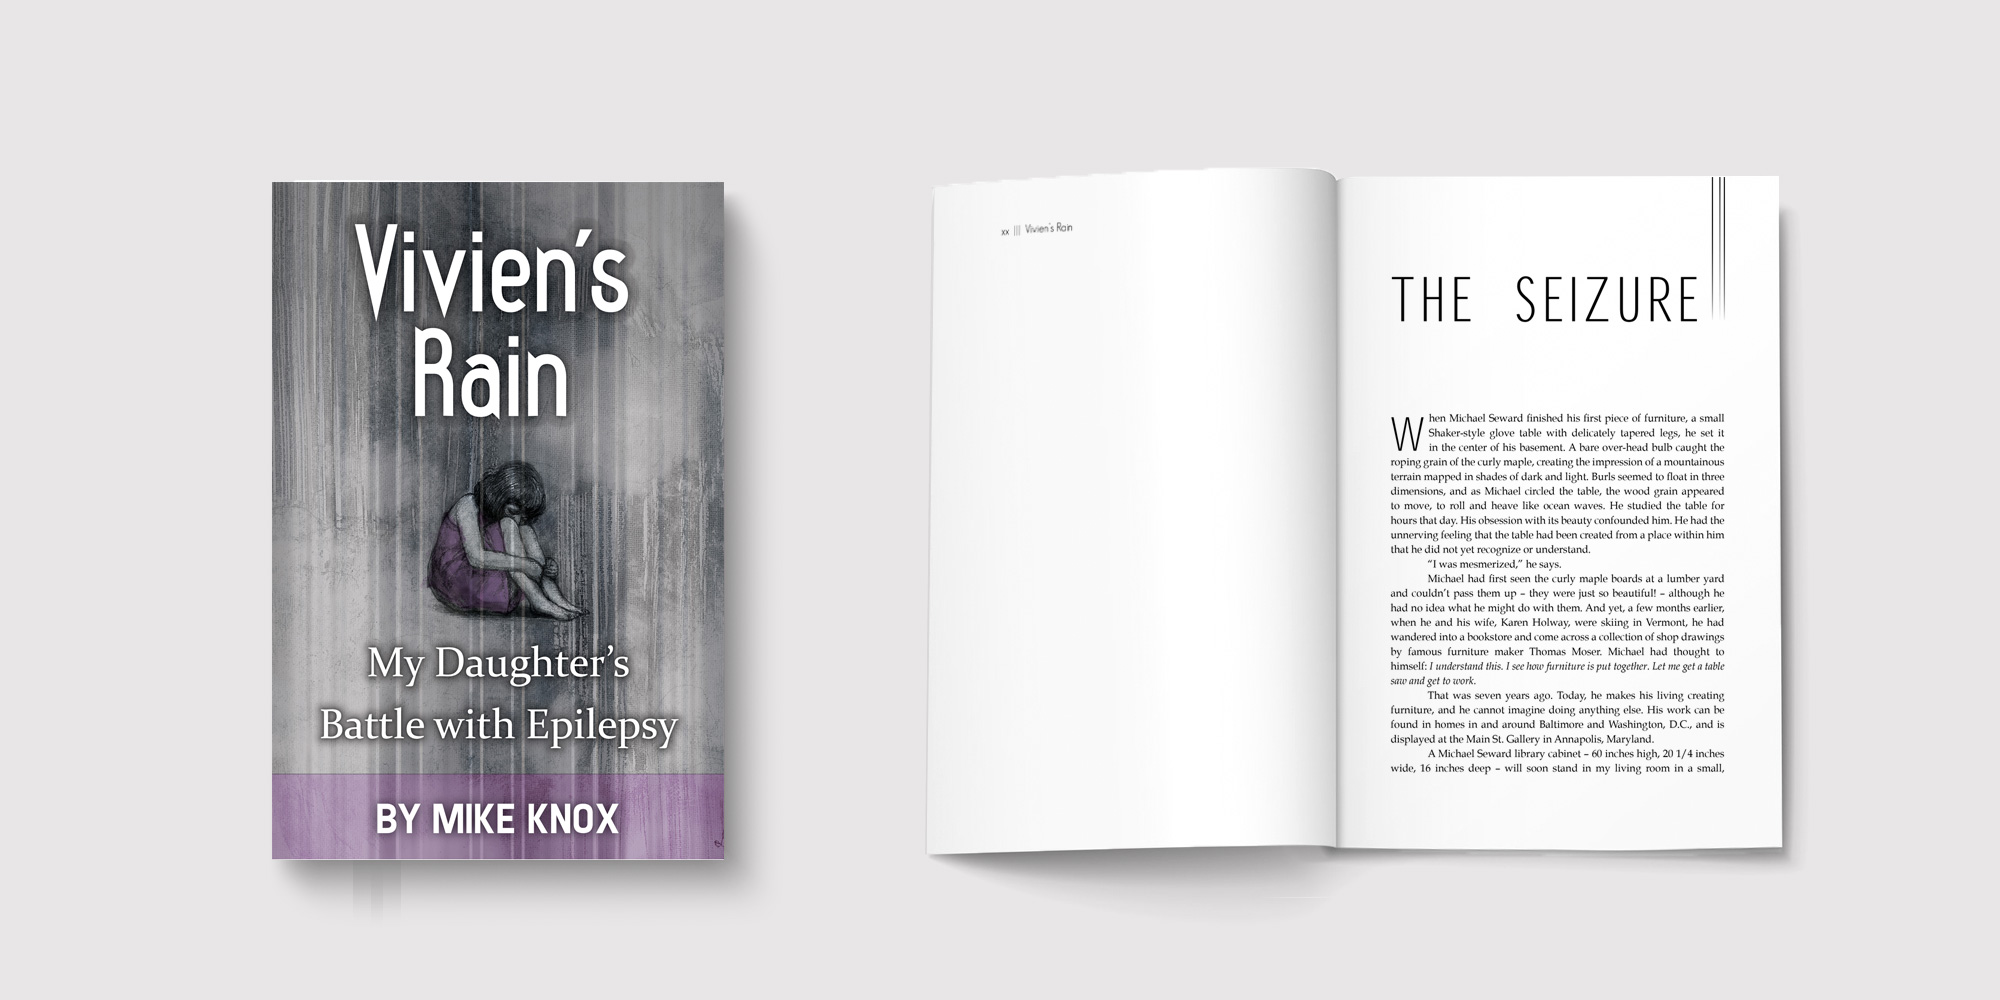 Vivien's
Rain
My Daughter's
Battle with Epilepsy
BY MIKE KNOX
xx ||| Vivien's Rain
THE SEIZURE
When Michael Seward finished his first piece of furniture, a small
Shaker-style glove table with delicately tapered legs, he set it
in the center of his basement. A bare over-head bulb caught the
roping grain of the curly maple, creating the impression of a mountainous
terrain mapped in shades of dark and light. Burls seemed to float in three
dimensions, and as Michael circled the table, the wood grain appeared
to move, to roll and heave like ocean waves. He studied the table for
hours that day. His obsession with its beauty confounded him. He had the
unnerving feeling that the table had been created from a place within him
that he did not yet recognize or understand.
“I was mesmerized,” he says.
Michael had first seen the curly maple boards at a lumber yard
and couldn’t pass them up – they were just so beautiful! – although he
had no idea what he might do with them. And yet, a few months earlier,
when he and his wife, Karen Holway, were skiing in Vermont, he had
wandered into a bookstore and come across a collection of shop drawings
by famous furniture maker Thomas Moser. Michael had thought to
himself: I understand this. I see how furniture is put together. Let me get a table
saw and get to work.
That was seven years ago. Today, he makes his living creating
furniture, and he cannot imagine doing anything else. His work can be
found in homes in and around Baltimore and Washington, D.C., and is
displayed at the Main St. Gallery in Annapolis, Maryland.
A Michael Seward library cabinet – 60 inches high, 20 1/4 inches
wide, 16 inches deep – will soon stand in my living room in a small,